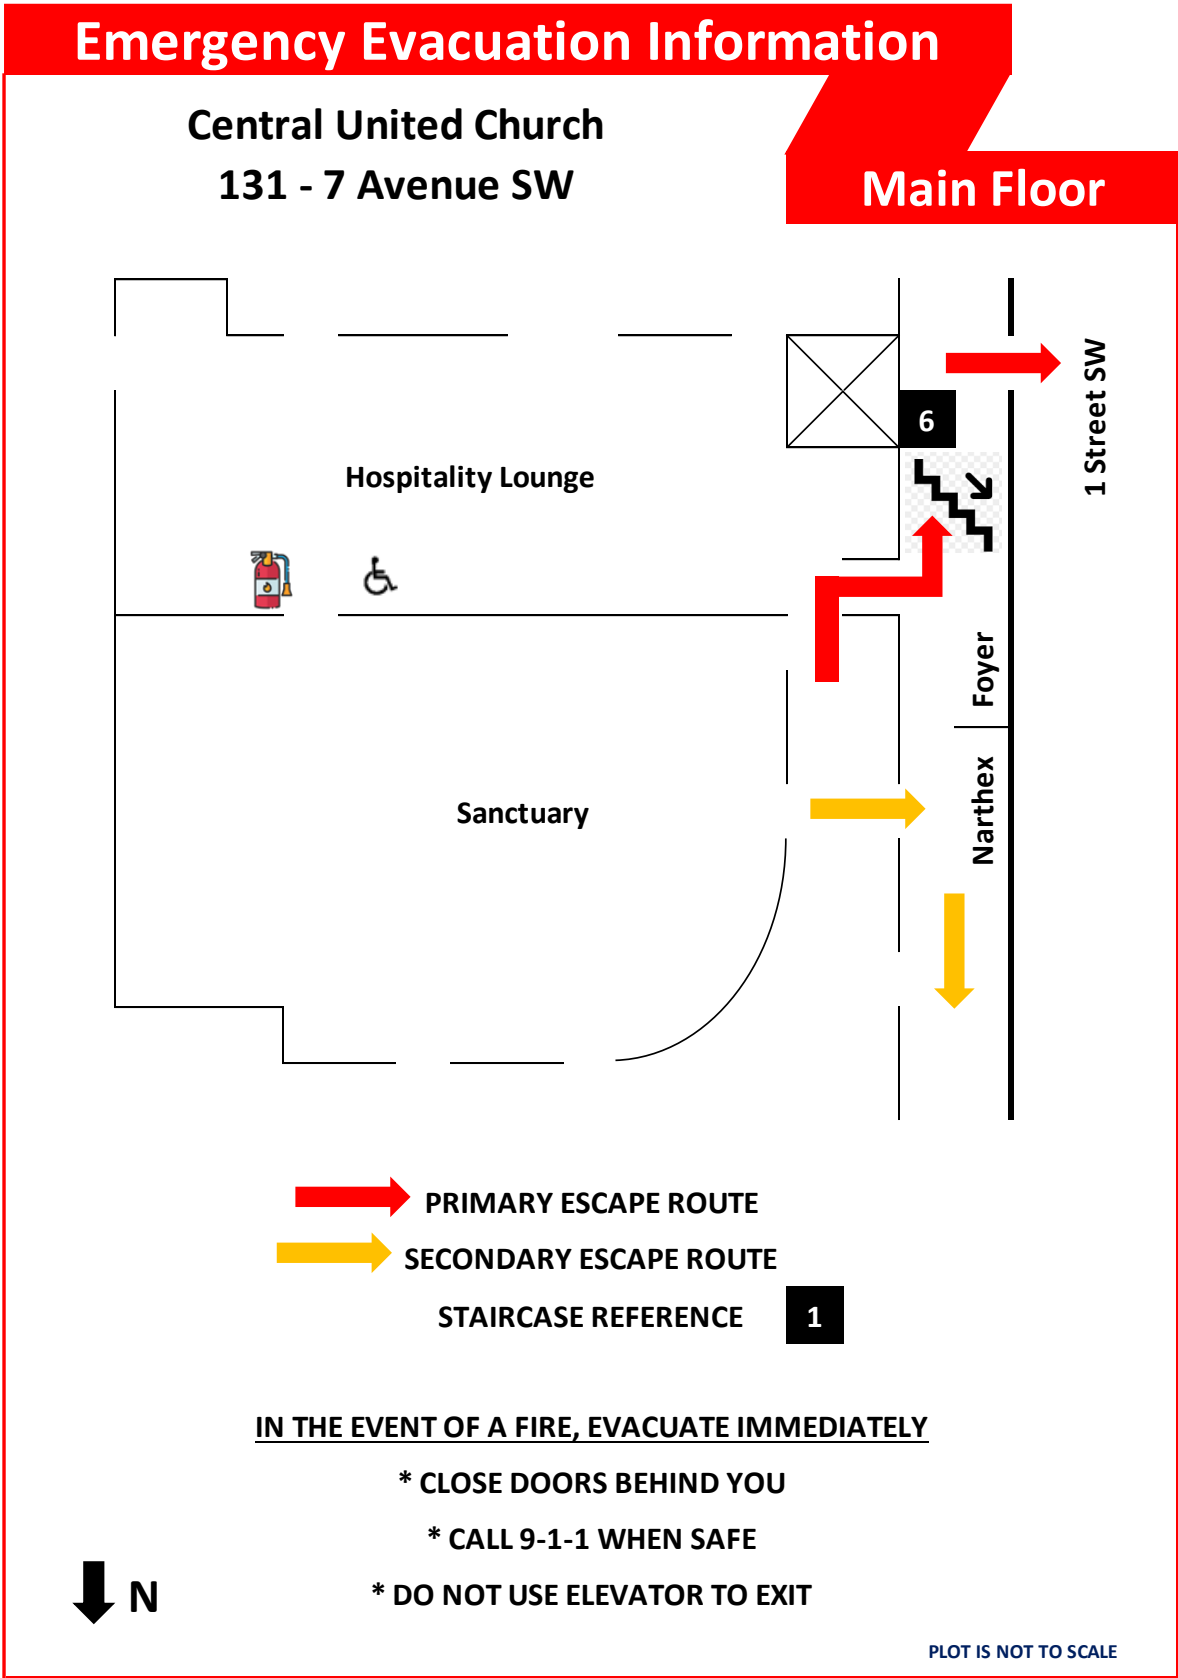 Emergency Evacuation Information
Central United Church
131 - 7 Avenue SW
Main Floor
1 Street SW
6
Hospitality Lounge
Foyer
Narthex
Sanctuary
PRIMARY ESCAPE ROUTE
SECONDARY ESCAPE ROUTE
STAIRCASE REFERENCE 1
IN THE EVENT OF A FIRE, EVACUATE IMMEDIATELY
* CLOSE DOORS BEHIND YOU
* CALL 9-1-1 WHEN SAFE
* DO NOT USE ELEVATOR TO EXIT
N
PLOT IS NOT TO SCALE